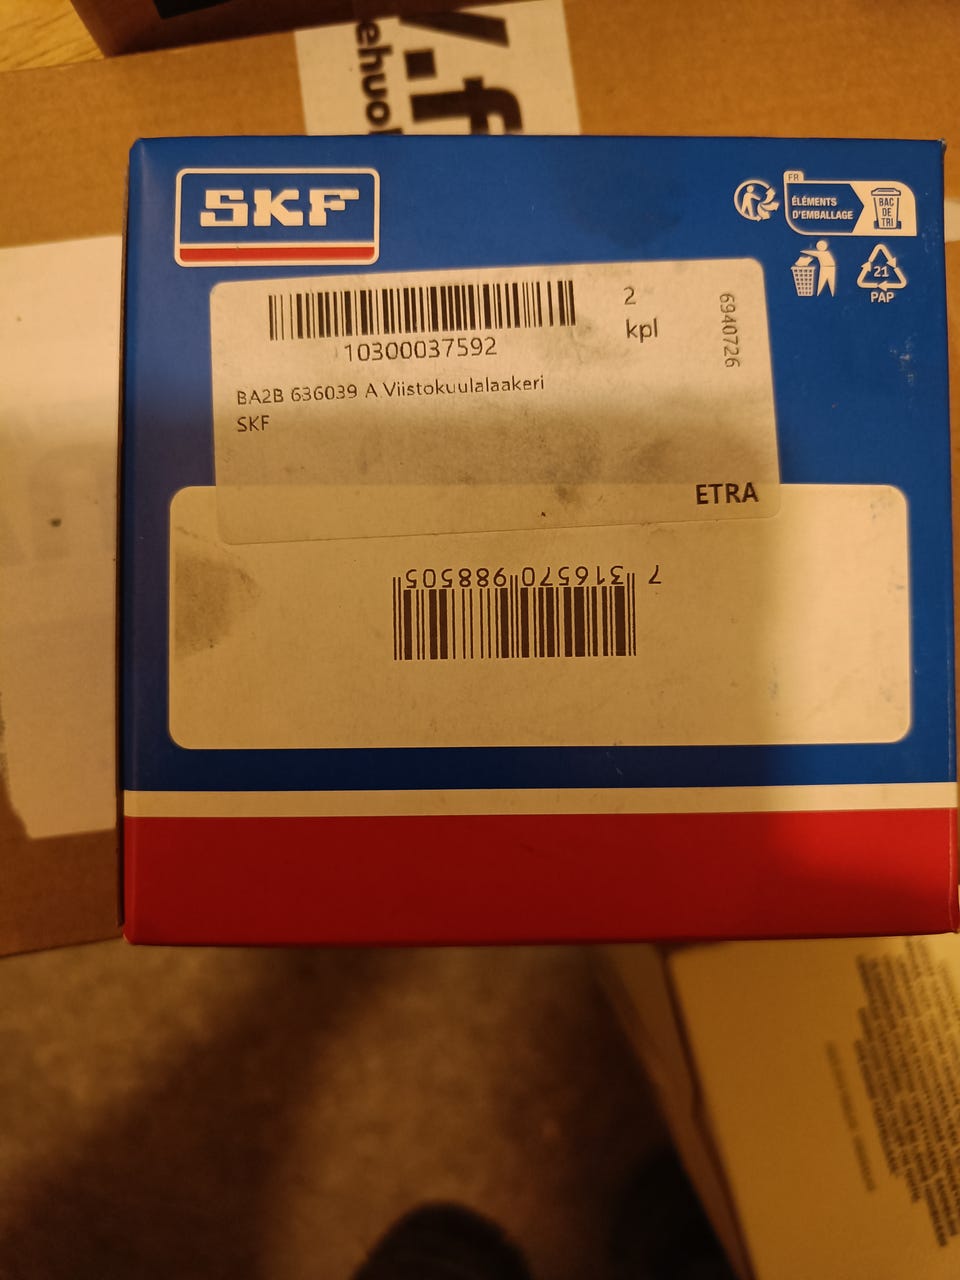 SKF
FR
ÉLÉMENTS
D'EMBALLAGE
BAC
DE
TRI
21
PAP
10300037592
2
kpl
6940726
BA2B 636039 A Viistokuulalaakeri
SKF
ETRA
7 316570 988505